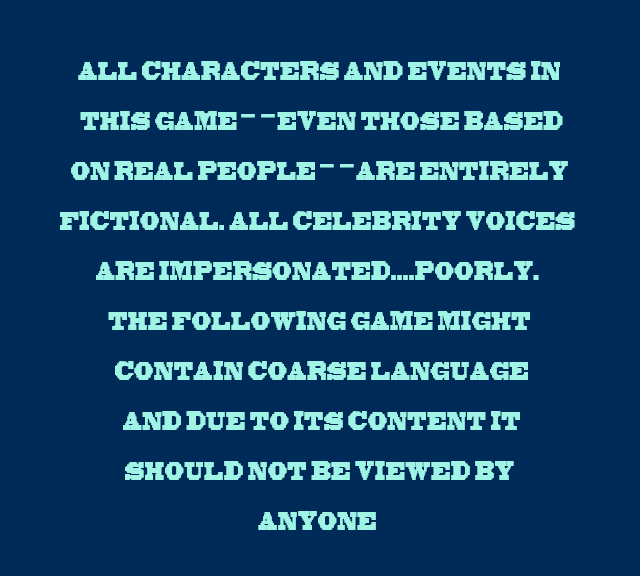 ALL CHARACTERS AND EVENTS IN
THIS GAME--EVEN THOSE BASED
ON REAL PEOPLE--ARE ENTIRELY
FICTIONAL. ALL CELEBRITY VOICES
ARE IMPERSONATED....POORLY.
THE FOLLOWING GAME MIGHT
CONTAIN COARSE LANGUAGE
AND DUE TO ITS CONTENT IT
SHOULD NOT BE VIEWED BY
ANYONE